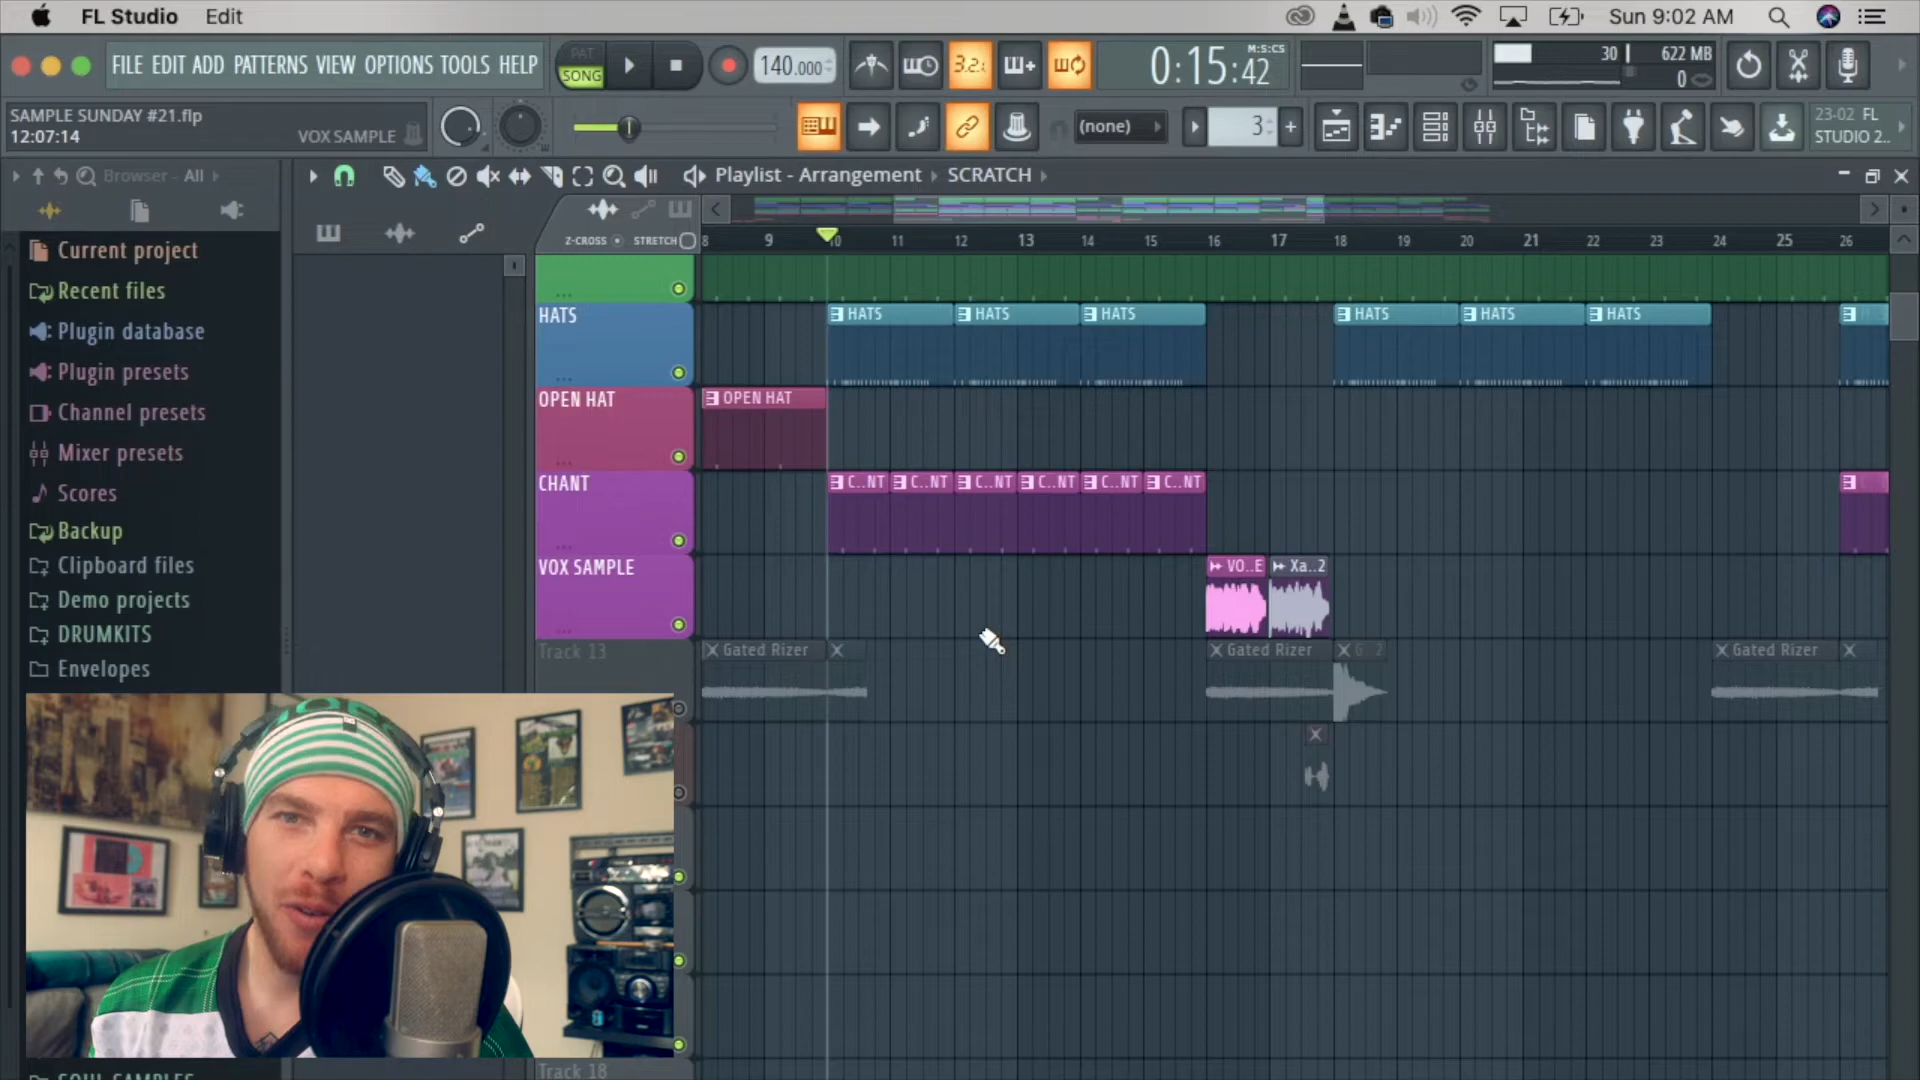 FL Studio Edit
Sun 9:02 AM
FILE EDIT ADD PATTERNS VIEW OPTIONS TOOLS HELP
PAT
SONG
140.000
3.2.
0:15:42
M:S:CS
30
622 MB
0
SAMPLE SUNDAY #21.flp
12:07:14
VOX SAMPLE
(none)
3
23-02 FL
STUDIO 2..
Browser - All
Playlist - Arrangement
SCRATCH
Z-CROSS
STRETCH
8 9 10 11 12 13 14 15 16 17 18 19 20 21 22 23 24 25 26
Current project
Recent files
Plugin database
Plugin presets
Channel presets
Mixer presets
Scores
Backup
Clipboard files
Demo projects
DRUMKITS
Envelopes
HATS
HATS HATS HATS HATS HATS HATS
OPEN HAT
OPEN HAT
CHANT
C..NT C..NT C..NT C..NT C..NT C..NT
VOX SAMPLE
VO..E Xa..2
Track 13
Gated Rizer Gated Rizer Gated Rizer
SOUL SAMPLES
Track 18